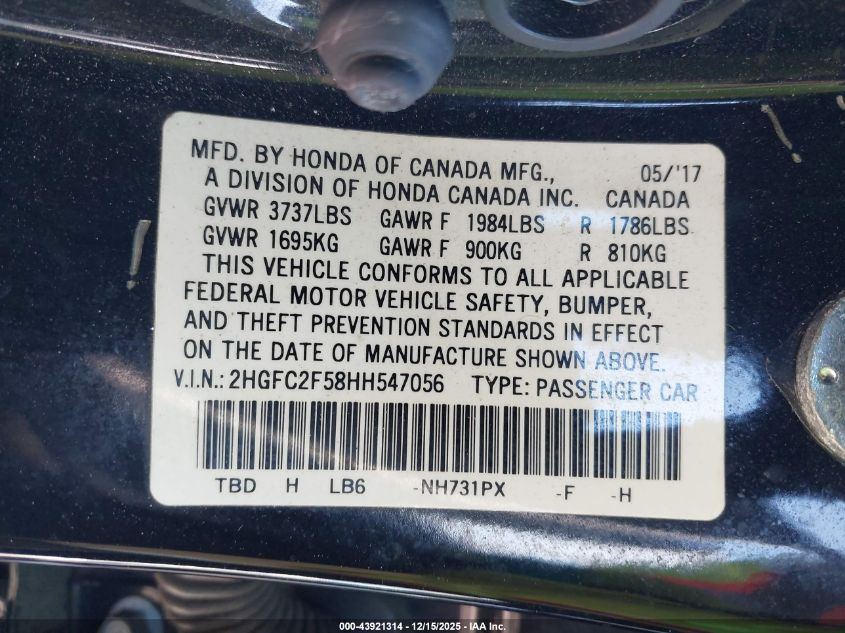 MFD. BY HONDA OF CANADA MFG., 05/'17
A DIVISION OF HONDA CANADA INC. CANADA
GVWR 3737LBS GAWR F 1984LBS R 1786LBS
GVWR 1695KG GAWR F 900KG R 810KG
THIS VEHICLE CONFORMS TO ALL APPLICABLE
FEDERAL MOTOR VEHICLE SAFETY, BUMPER,
AND THEFT PREVENTION STANDARDS IN EFFECT
ON THE DATE OF MANUFACTURE SHOWN ABOVE.
V.I.N.: 2HGFC2F58HH547056 TYPE: PASSENGER CAR
TBD H LB6 -NH731PX -F -H
000-43921314 - 12/15/2025 - IAA Inc.